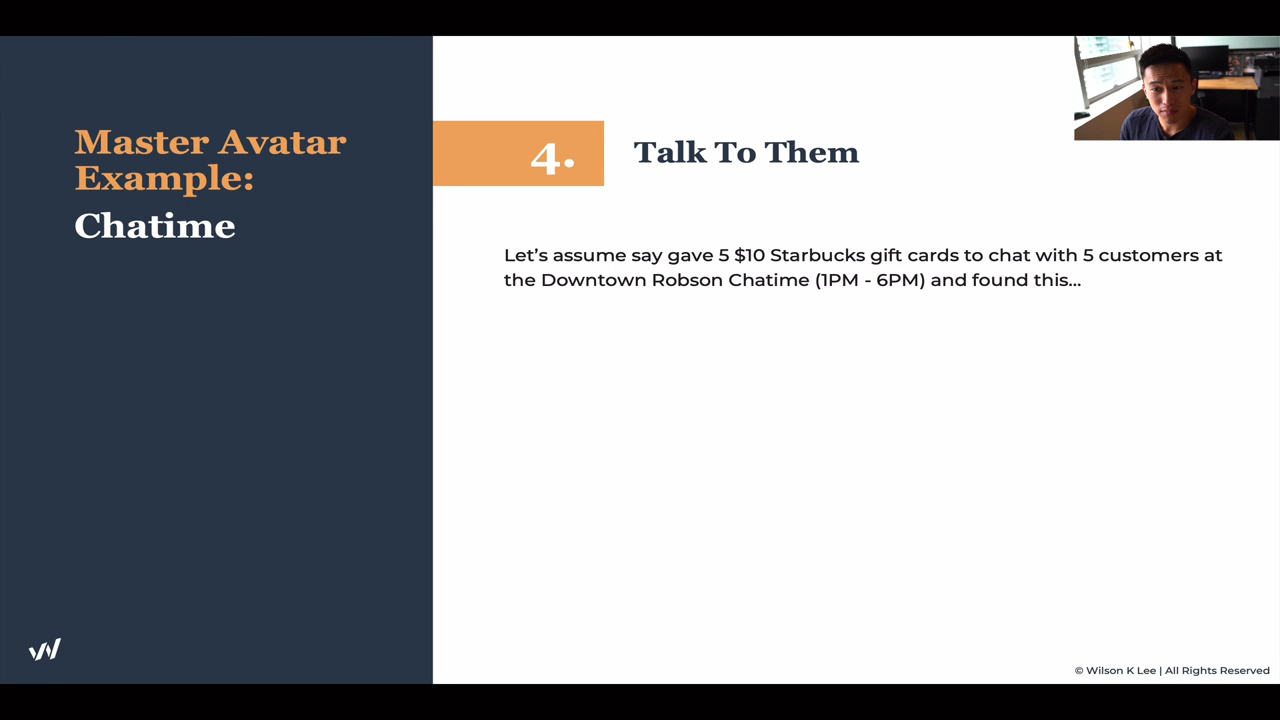 Master Avatar
Example:
Chatime
4.
Talk To Them
Let’s assume say gave 5 $10 Starbucks gift cards to chat with 5 customers at
the Downtown Robson Chatime (1PM - 6PM) and found this...
© Wilson K Lee | All Rights Reserved